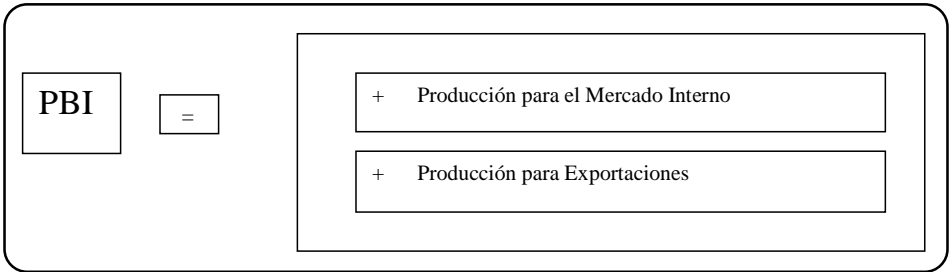 PBI
=
+ Producción para el Mercado Interno
+ Producción para Exportaciones